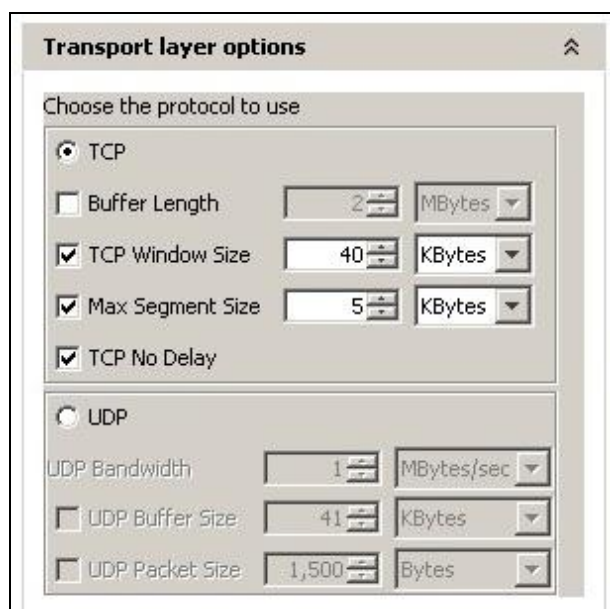 Transport layer options
Choose the protocol to use
TCP
Buffer Length 2 MBytes
TCP Window Size 40 KBytes
Max Segment Size 5 KBytes
TCP No Delay
UDP
UDP Bandwidth 1 MBytes/sec
UDP Buffer Size 41 KBytes
UDP Packet Size 1,500 Bytes